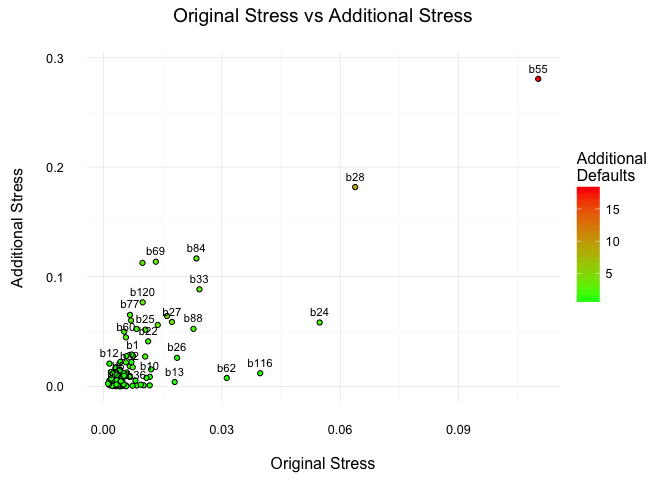 Original Stress vs Additional Stress
0.3
b55
Additional
Defaults
15
10
5
0.2
b28
Additional Stress
b69
b84
b33
0.1
b120
b77
b27
b25
b88
b24
b60
b22
b1
b26
b12
b10
b13
b62
b116
0.0
0.00
0.03
0.06
0.09
Original Stress